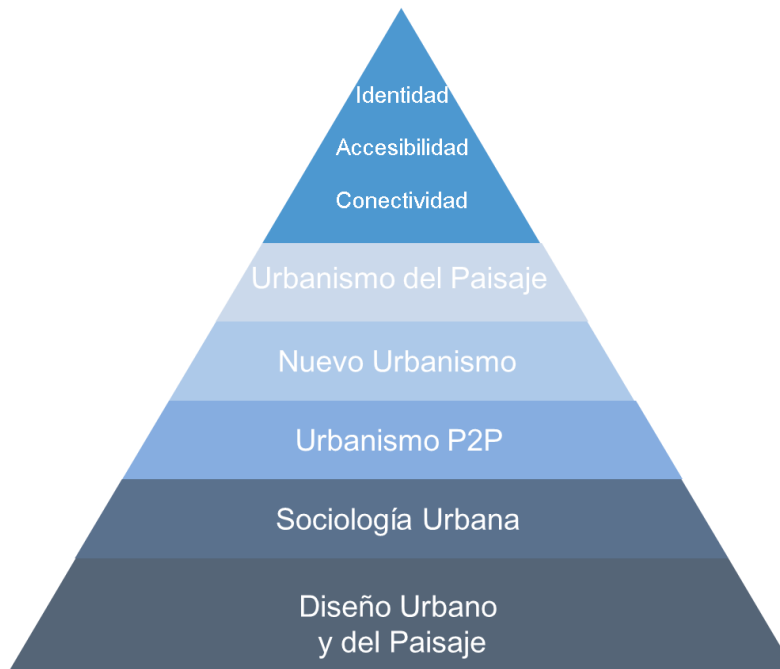 Identidad
Accesibilidad
Conectividad
Urbanismo del Paisaje
Nuevo Urbanismo
Urbanismo P2P
Sociología Urbana
Diseño Urbano
y del Paisaje